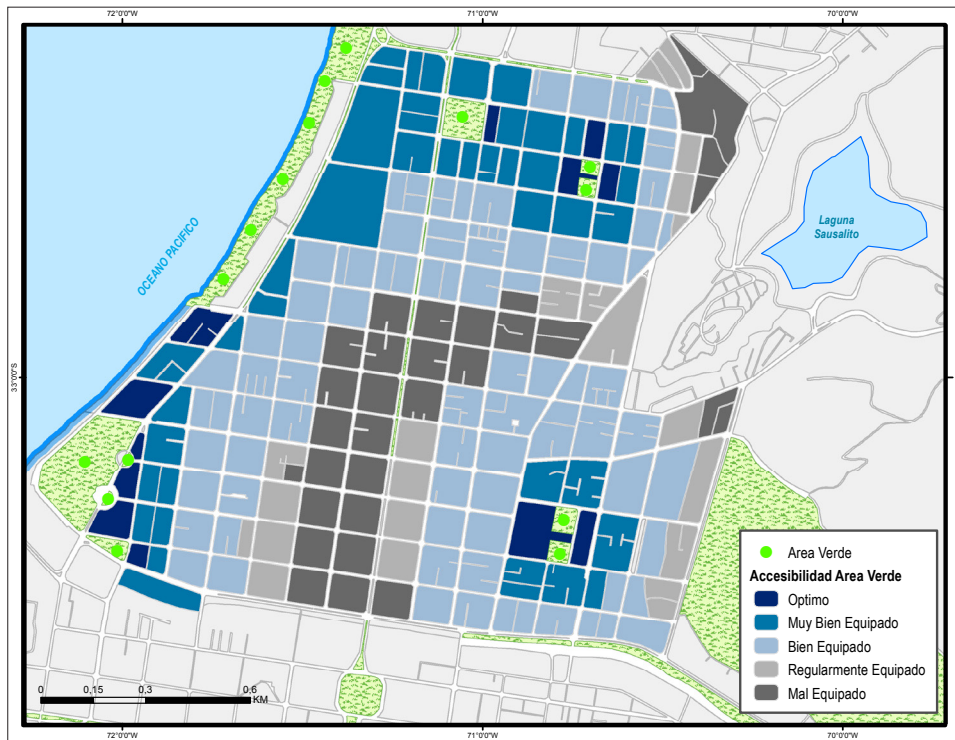 72°0'0"W
71°0'0"W
70°0'0"W
OCEANO PACIFICO
Laguna
Sausalito
33°0'0"S
Area Verde
Accesibilidad Area Verde
Optimo
Muy Bien Equipado
Bien Equipado
Regularmente Equipado
Mal Equipado
0 0,15 0,3 0,6
KM
72°0'0"W
71°0'0"W
70°0'0"W